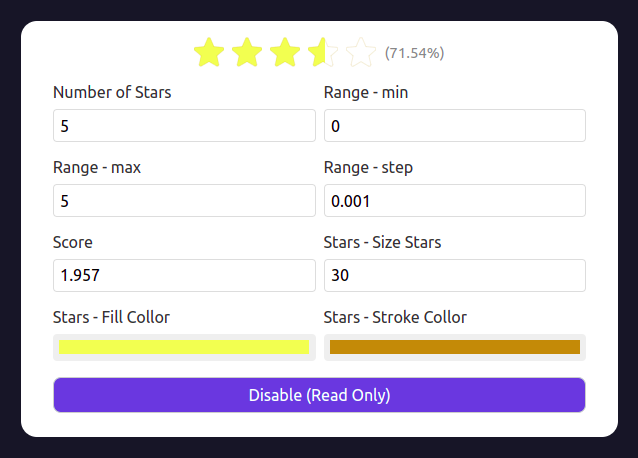 (71.54%)
Number of Stars
Range - min
5
0
Range - max
Range - step
5
0.001
Score
Stars - Size Stars
1.957
30
Stars - Fill Collor
Stars - Stroke Collor
Disable (Read Only)